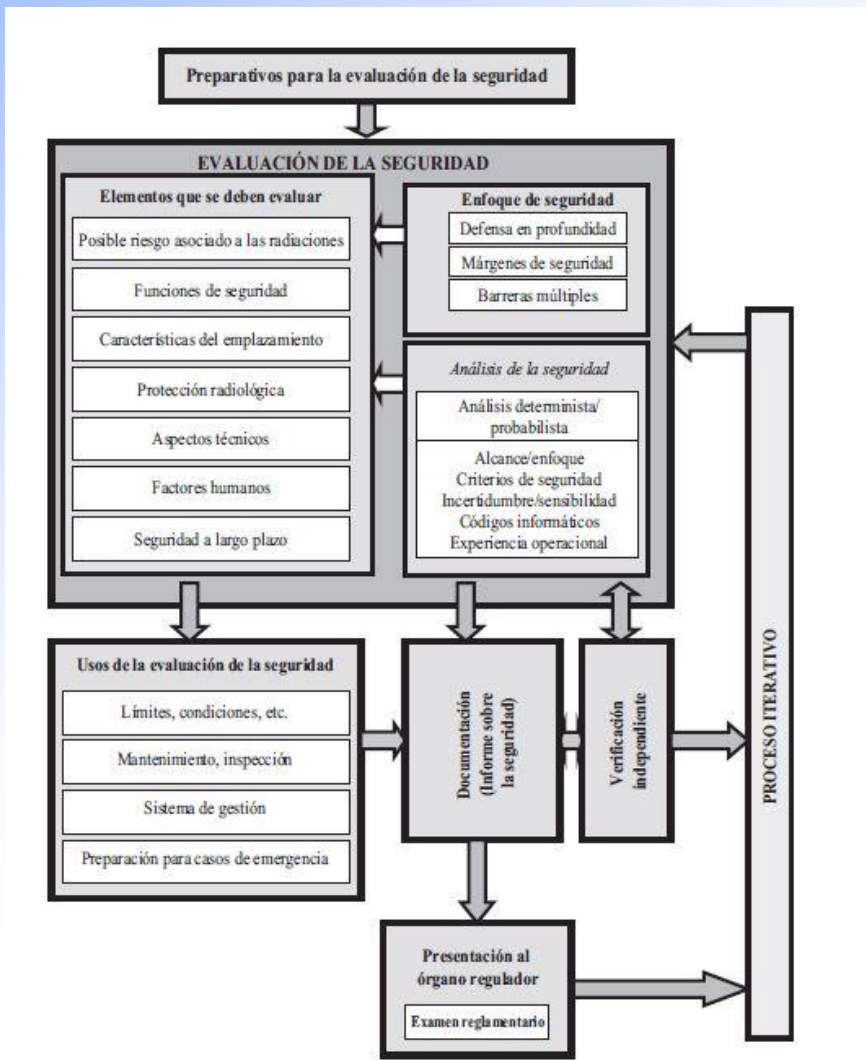 Preparativos para la evaluación de la seguridad
EVALUACIÓN DE LA SEGURIDAD
Elementos que se deben evaluar
Posible riesgo asociado a las radiaciones
Funciones de seguridad
Características del emplazamiento
Protección radiológica
Aspectos técnicos
Factores humanos
Seguridad a largo plazo
Enfoque de seguridad
Defensa en profundidad
Márgenes de seguridad
Barreras múltiples
Análisis de la seguridad
Análisis determinista/
probabilista
Alcance/enfoque
Criterios de seguridad
Incertidumbre/sensibilidad
Códigos informáticos
Experiencia operacional
Usos de la evaluación de la seguridad
Límites, condiciones, etc.
Mantenimiento, inspección
Sistema de gestión
Preparación para casos de emergencia
Documentación
(Informe sobre
la seguridad)
Verificación
independiente
PROCESO ITERATIVO
Presentación al
órgano regulador
Examen reglamentario